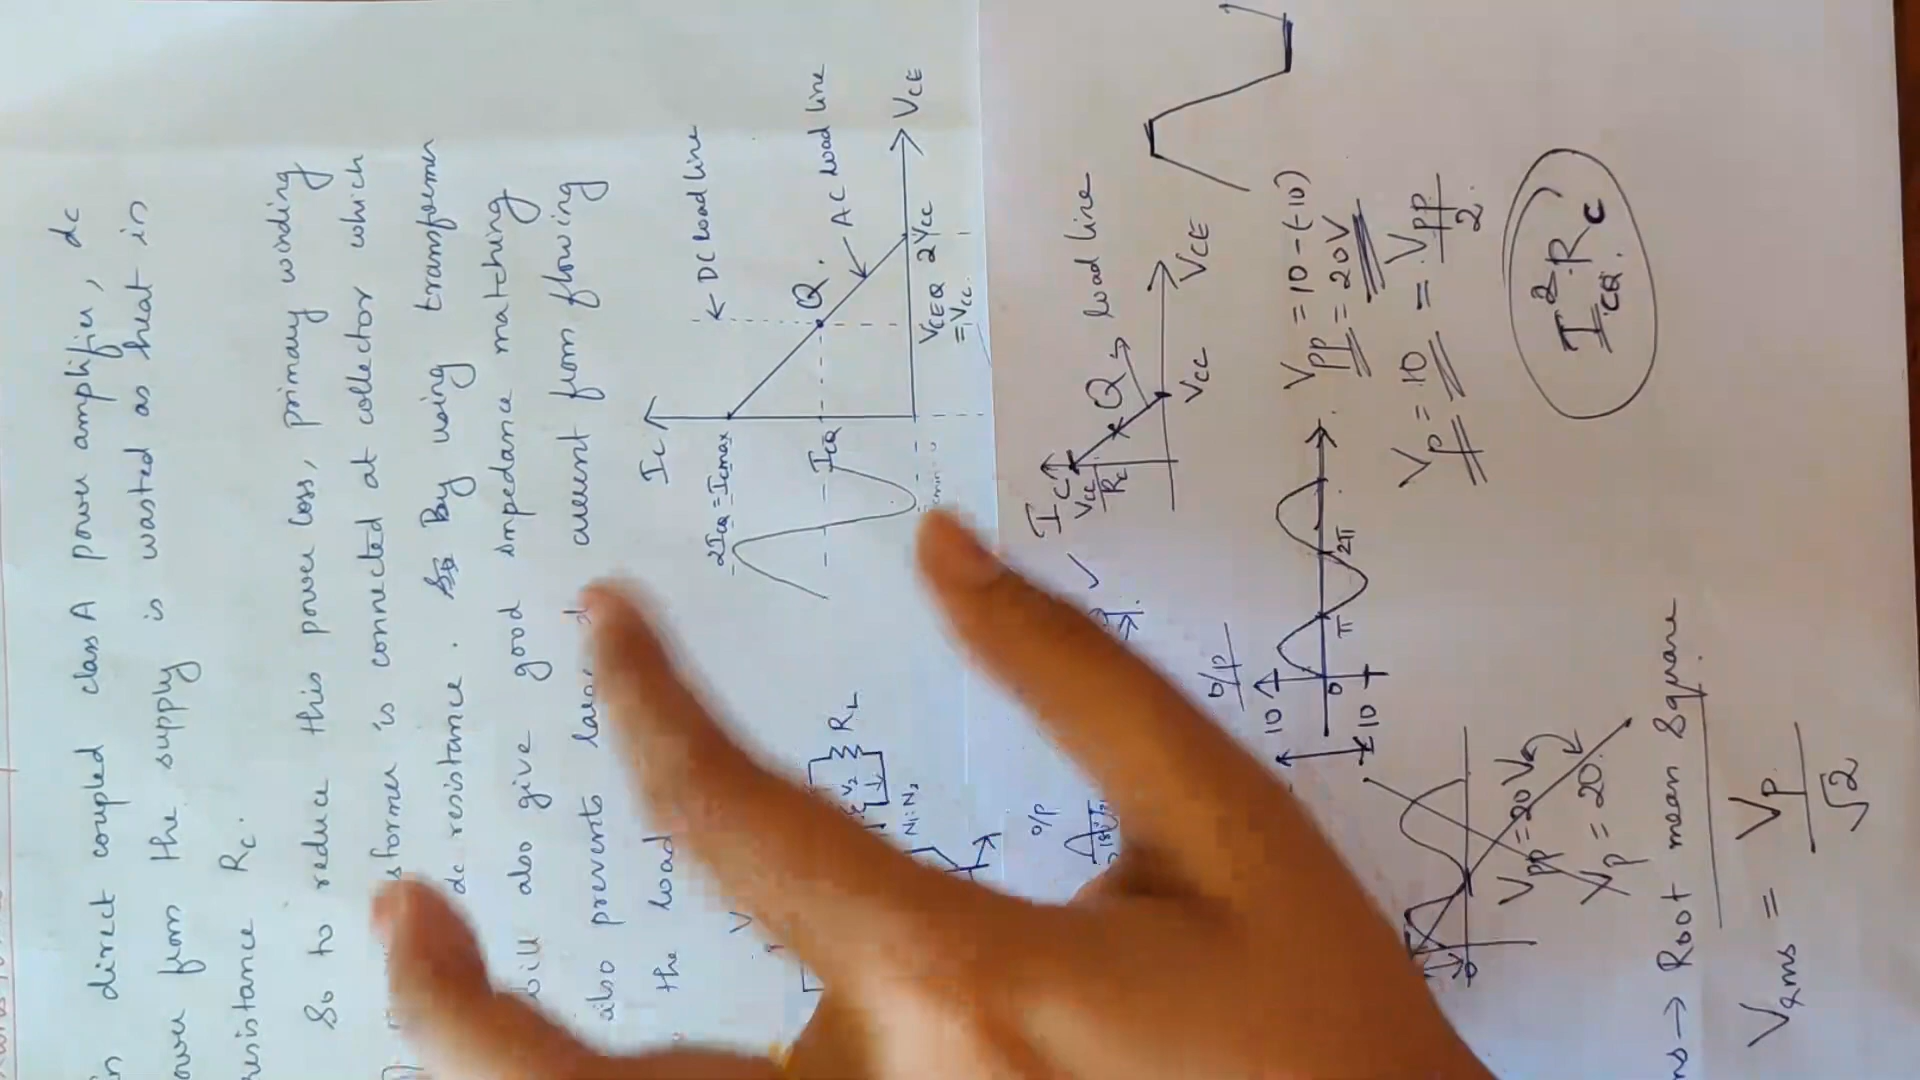 in direct coupled class A power amplifier, dc
power from the supply is wasted as heat in
resistance Rc.
So to reduce this power loss, primary winding
former is connected at collector which
dc resistance. By using transformer
will also give good impedance matching
also prevents current from flowing
the load
Ic
← DC load line
2ICQ = Icmax
Q
AC load line
ICQ
VCEQ 2Vcc
= Vcc.
VCE
RL
V2
N1:N2
V
o/p
Ic
Vcc
Rc
Q
load line
Vcc
VCE
o/p
10
0
π
2π
10
Vpp = 10-(-10)
Vpp = 20V
Vp = 10 = Vpp
2
I²CQ.Rc
0
Vpp = 20V
Vp = 20.
ms → Root mean Square
Vrms = Vp
√2